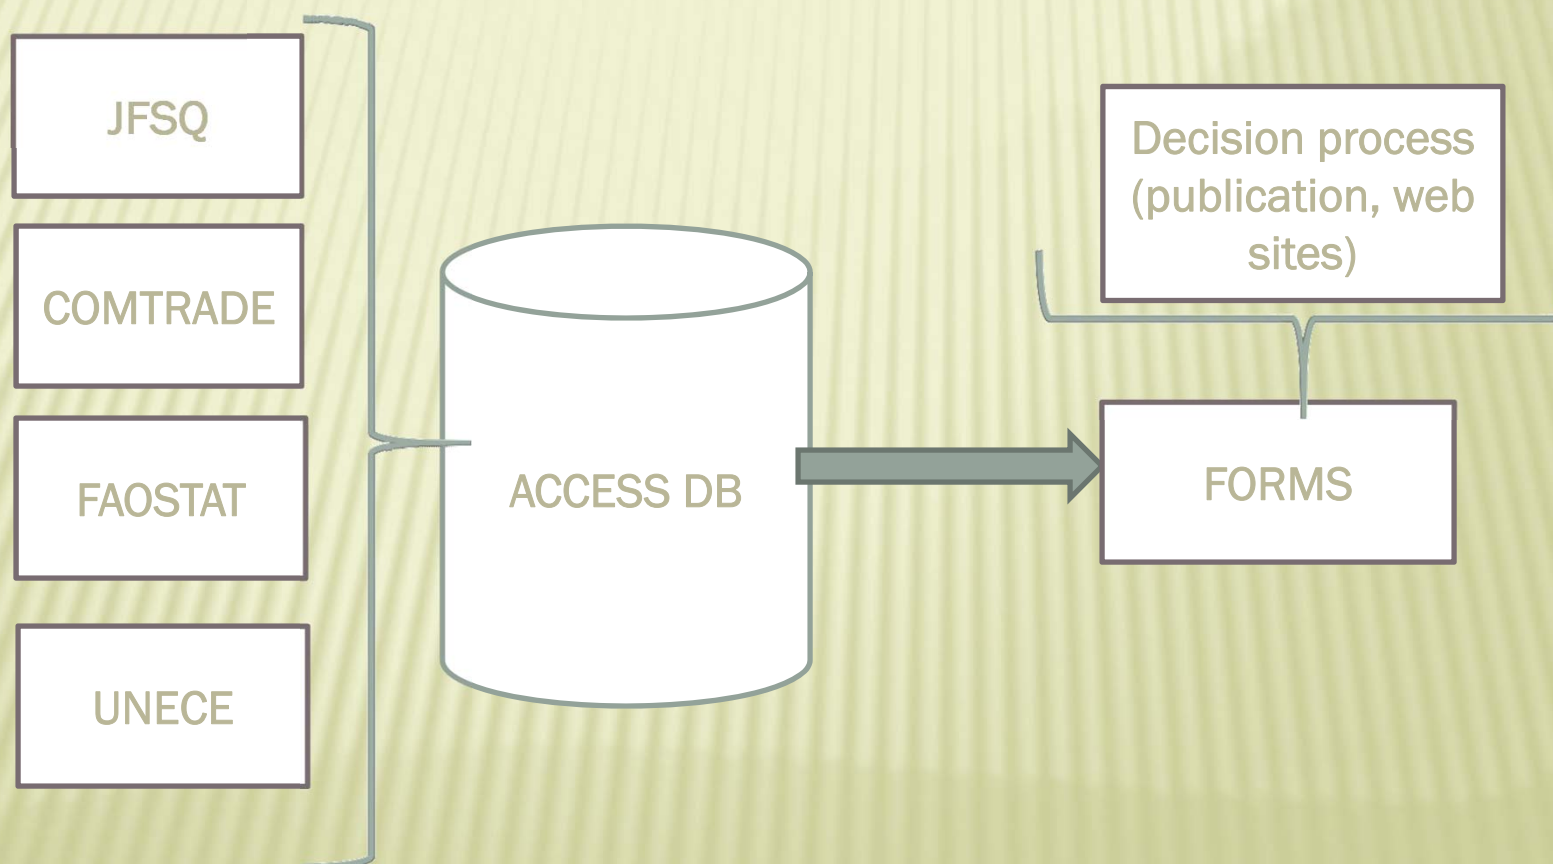 JFSQ
COMTRADE
FAOSTAT
UNECE
ACCESS DB
Decision process
(publication, web
sites)
FORMS